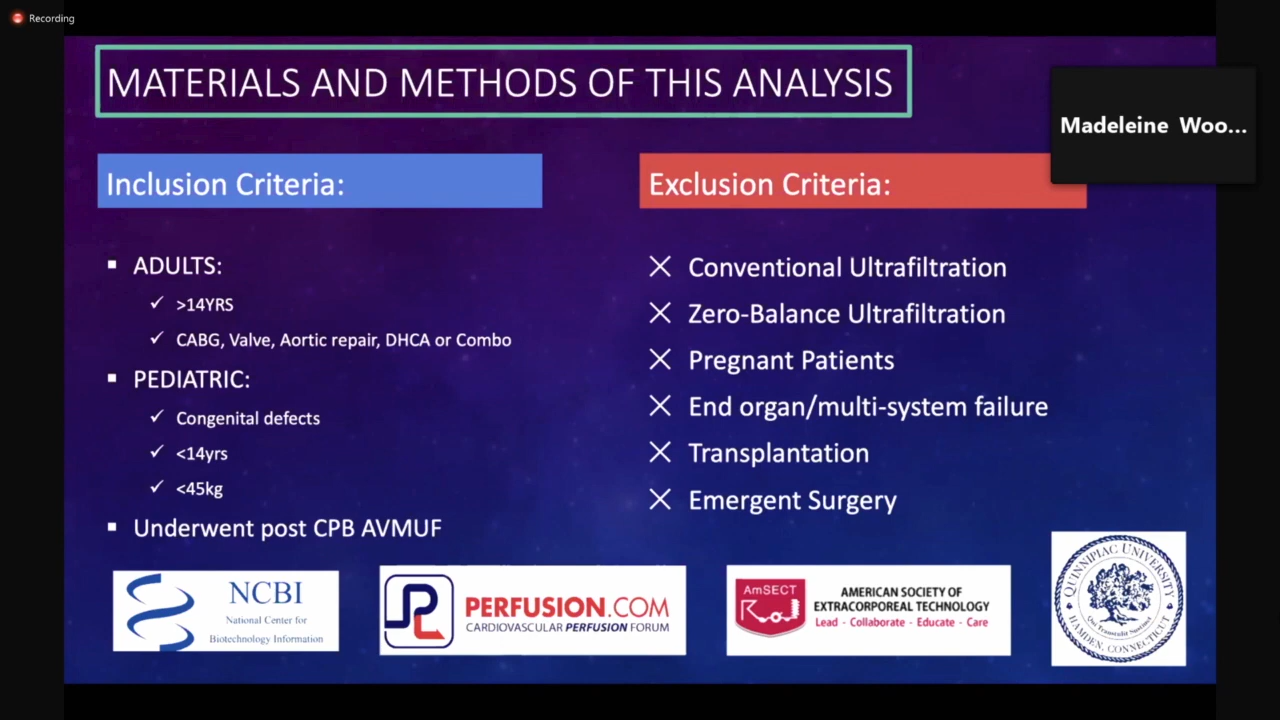 Recording
MATERIALS AND METHODS OF THIS ANALYSIS
Madeleine Woo...
Inclusion Criteria:
ADULTS:
>14YRS
CABG, Valve, Aortic repair, DHCA or Combo
PEDIATRIC:
Congenital defects
<14yrs
<45kg
Underwent post CPB AVMUF
Exclusion Criteria:
Conventional Ultrafiltration
Zero-Balance Ultrafiltration
Pregnant Patients
End organ/multi-system failure
Transplantation
Emergent Surgery
NCBI
National Center for
Biotechnology Information
PERFUSION.COM
CARDIOVASCULAR PERFUSION FORUM
AmSECT
AMERICAN SOCIETY OF
EXTRACORPOREAL TECHNOLOGY
Lead - Collaborate - Educate - Care
QUINNIPIAC UNIVERSITY
HAMDEN, CONNECTICUT